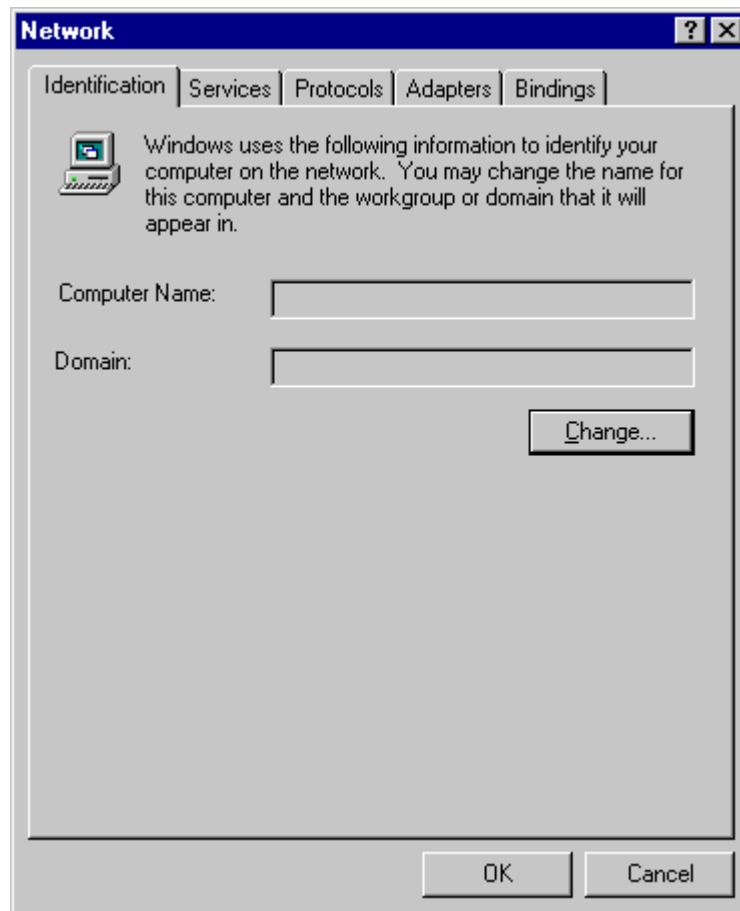 Network
Identification Services Protocols Adapters Bindings
Windows uses the following information to identify your
computer on the network.  You may change the name for
this computer and the workgroup or domain that it will
appear in.
Computer Name:
Domain:
Change...
OK Cancel